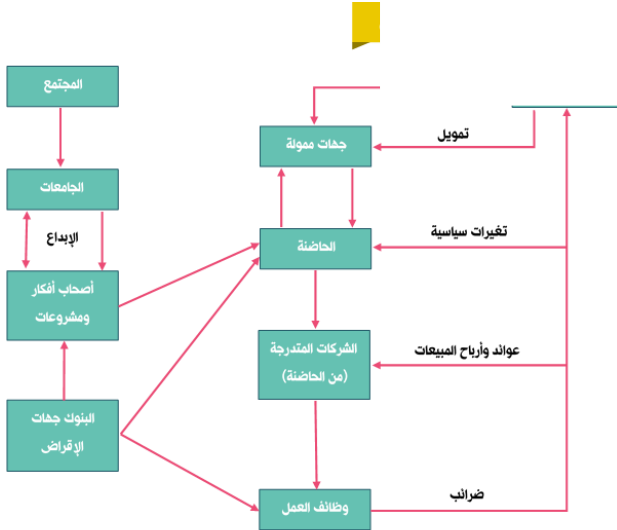 المجتمع
الجامعات
الإبداع
أصحاب أفكار
ومشروعات
البنوك جهات
الإقراض
جهات ممولة
تمويل
الحاضنة
تغيرات سياسية
الشركات المتدرجة
(من الحاضنة)
عوائد وأرباح المبيعات
وظائف العمل
ضرائب